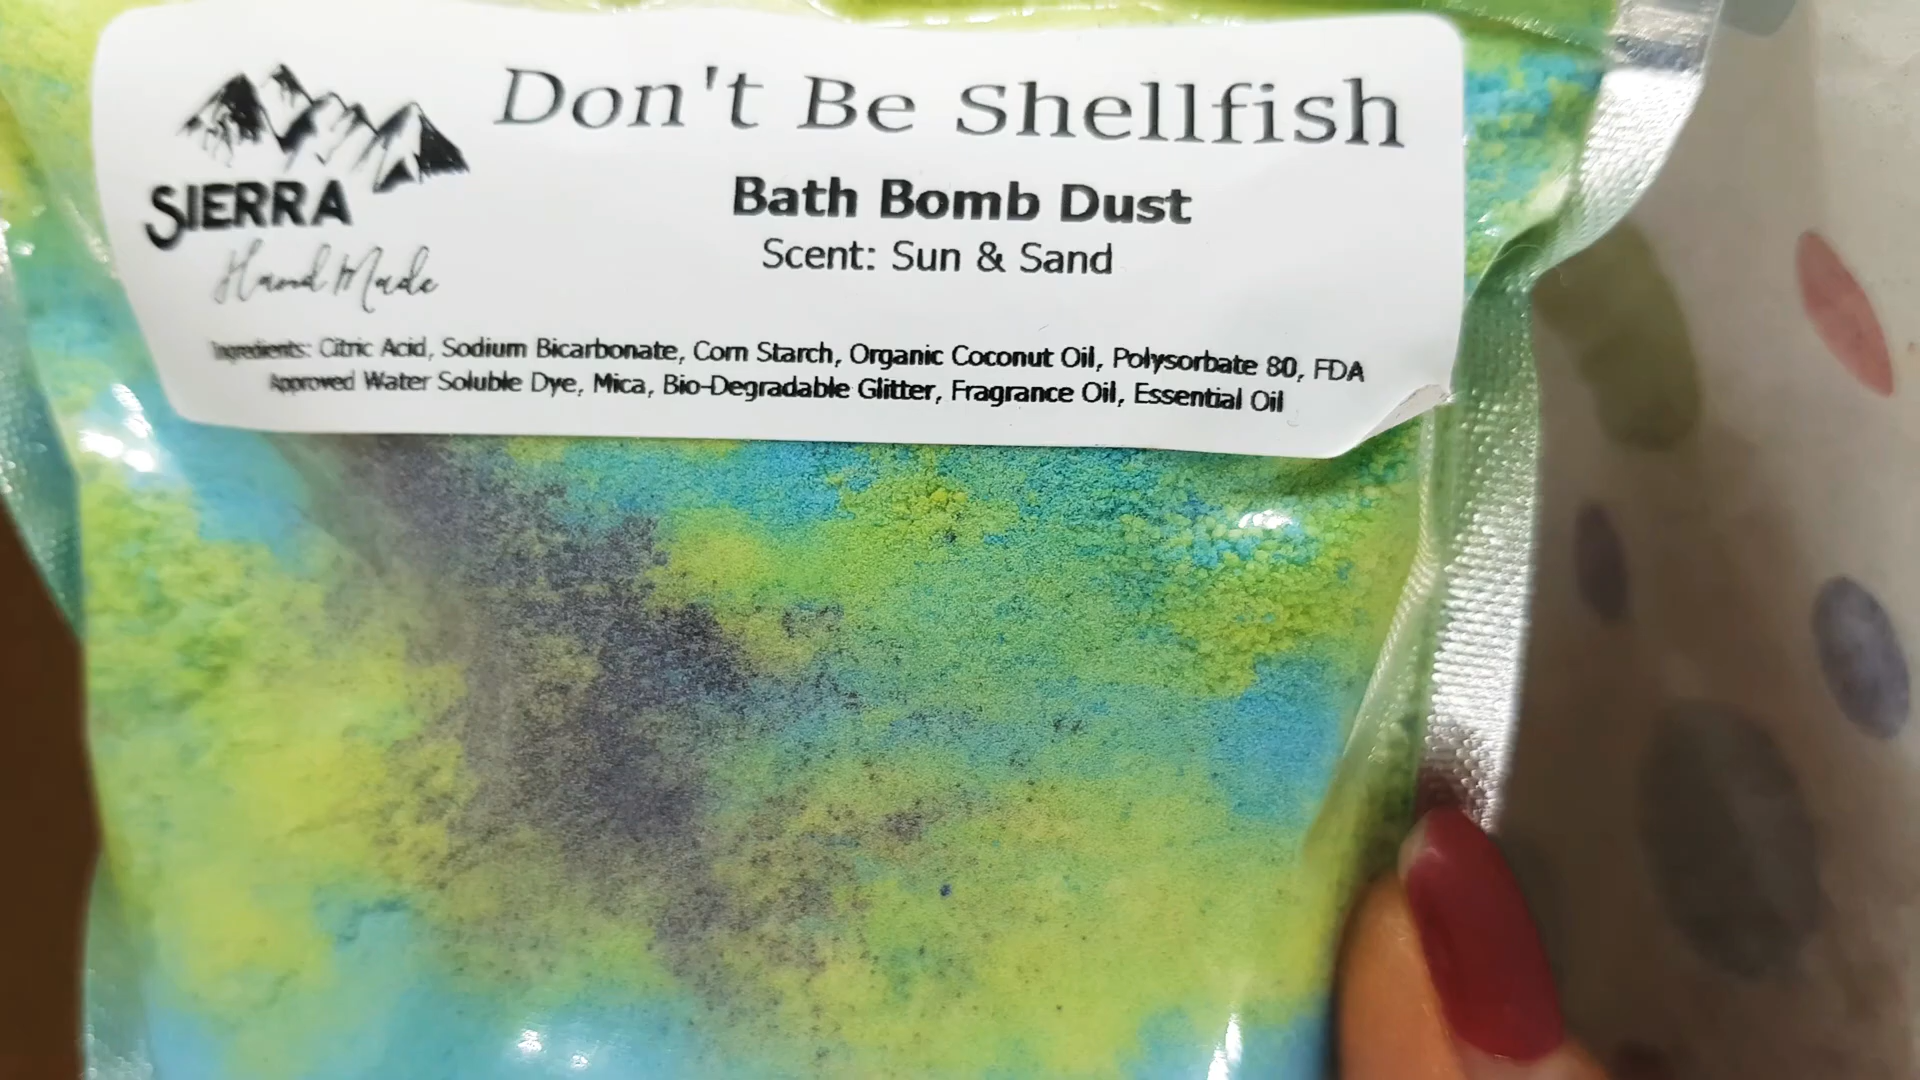 Don't Be Shellfish
Bath Bomb Dust
Scent: Sun & Sand
SIERRA
Hand Made
Ingredients: Citric Acid, Sodium Bicarbonate, Corn Starch, Organic Coconut Oil, Polysorbate 80, FDA
Approved Water Soluble Dye, Mica, Bio-Degradable Glitter, Fragrance Oil, Essential Oil